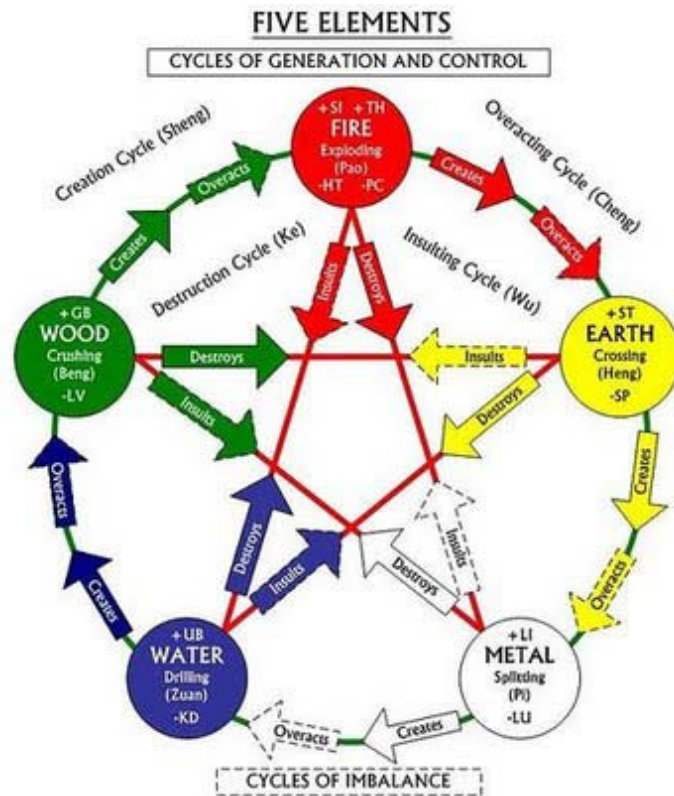 FIVE ELEMENTS
CYCLES OF GENERATION AND CONTROL
Creation Cycle (Sheng)
Overacting Cycle (Cheng)
Destruction Cycle (Ke)
Insulting Cycle (Wu)
+SI +TH
FIRE
Exploding
(Pao)
-HT -PC
Creates
Overacts
Insults
Destroys
+ST
EARTH
Crossing
(Heng)
-SP
Insults
Destroys
Creates
Overacts
+LI
METAL
Splitting
(Pi)
-LU
Insults
Destroys
Creates
Overacts
+UB
WATER
Drilling
(Zuan)
-KD
Destroys
Insults
Creates
Overacts
+GB
WOOD
Crushing
(Beng)
-LV
Creates
Overacts
Destroys
Insults
CYCLES OF IMBALANCE